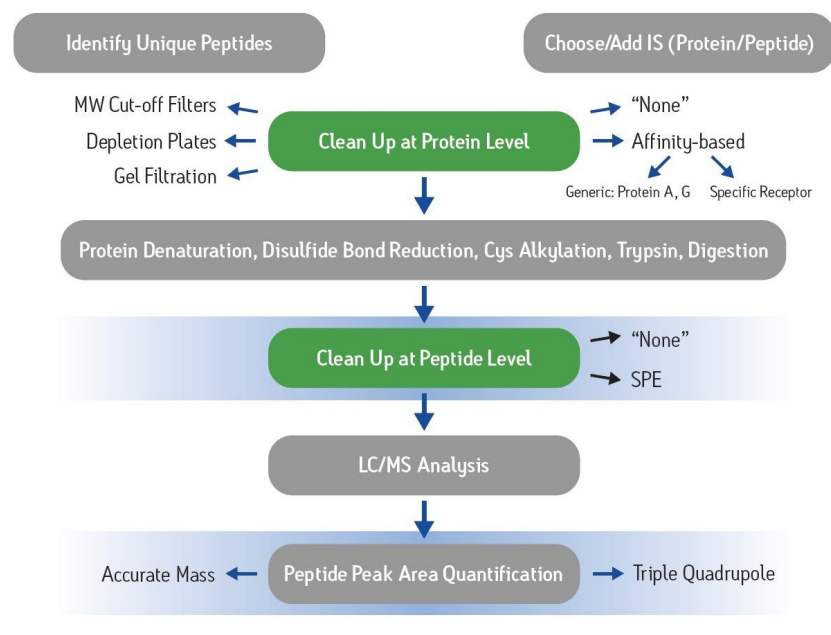 Identify Unique Peptides
Choose/Add IS (Protein/Peptide)
MW Cut-off Filters
Depletion Plates
Gel Filtration
Clean Up at Protein Level
“None”
Affinity-based
Generic: Protein A, G
Specific Receptor
Protein Denaturation, Disulfide Bond Reduction, Cys Alkylation, Trypsin, Digestion
Clean Up at Peptide Level
“None”
SPE
LC/MS Analysis
Accurate Mass
Peptide Peak Area Quantification
Triple Quadrupole